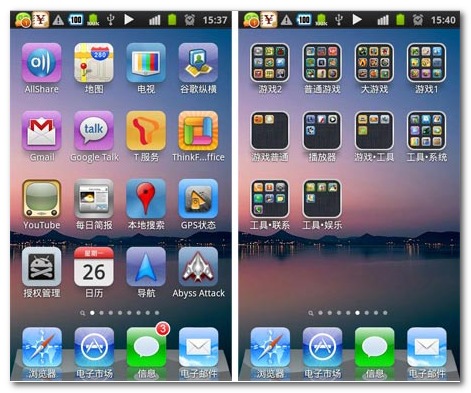 100
15:37
AllShare
地图
电视
谷歌纵横
Gmail
talk
Google Talk
T服务
ThinkF...ffice
YouTube
每日简报
本地搜索
GPS状态
星期一
26
授权管理
日历
导航
Abyss Attack
3
浏览器
电子市场
信息
电子邮件
100
15:40
游戏2
普通游戏
大游戏
游戏1
游戏普通
播放器
游戏•工具
工具•系统
工具•联系
工具•娱乐
浏览器
电子市场
信息
电子邮件